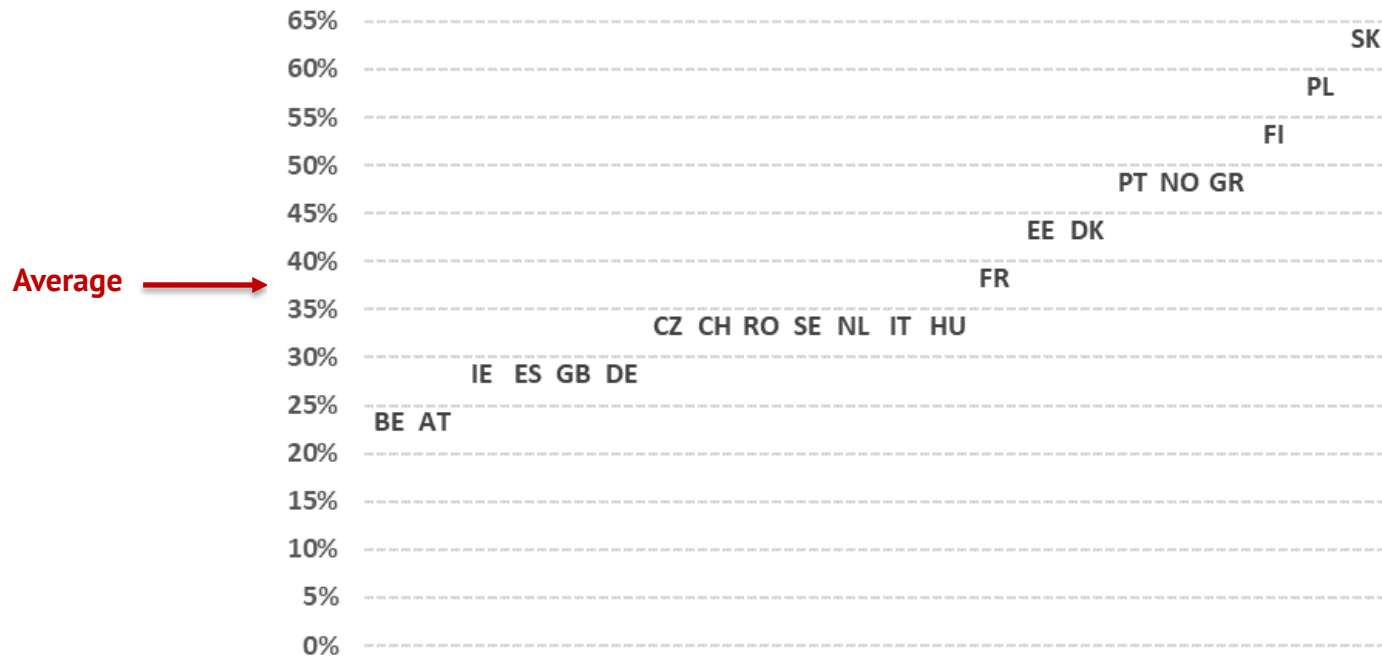 65%
SK
60%
PL
55%
FI
50%
PT NO GR
45%
EE DK
40%
Average
FR
35%
CZ CH RO SE NL IT HU
30%
IE ES GB DE
25%
BE AT
20%
15%
10%
5%
0%